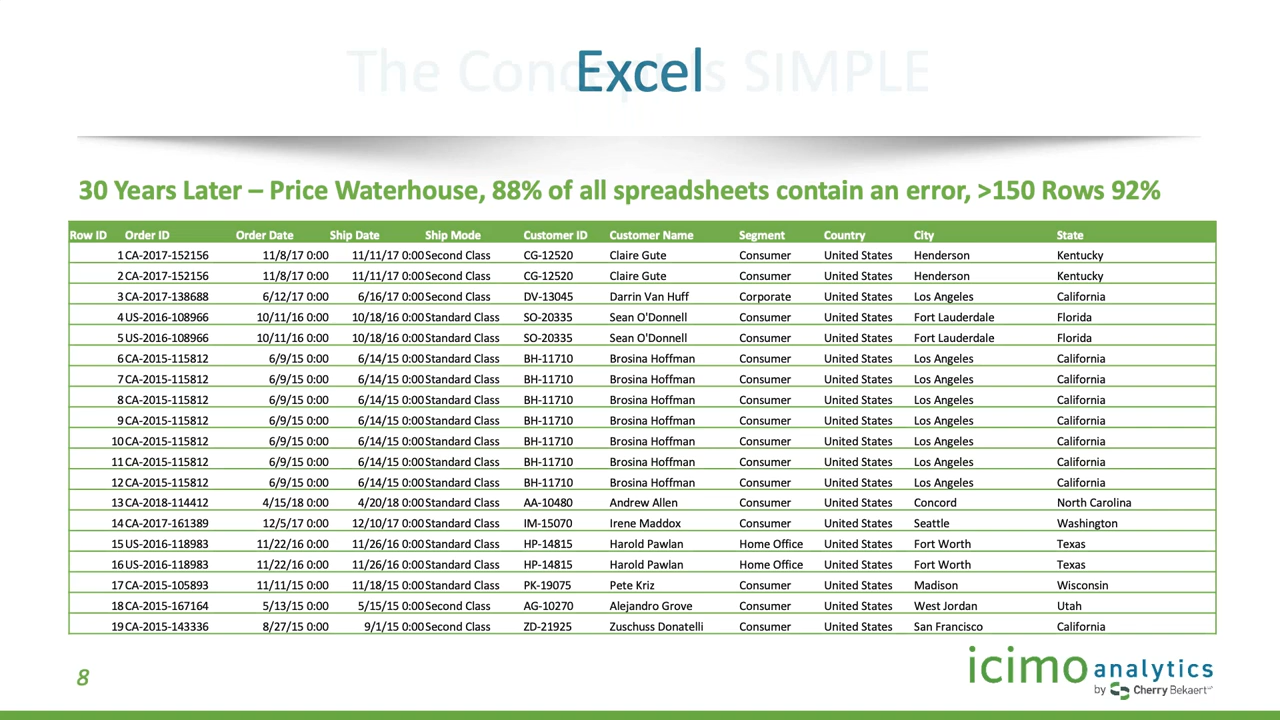 The Concept is SIMPLE
Excel
30 Years Later – Price Waterhouse, 88% of all spreadsheets contain an error, >150 Rows 92%
Row ID Order ID Order Date Ship Date Ship Mode Customer ID Customer Name Segment Country City State
1 CA-2017-152156 11/8/17 0:00 11/11/17 0:00 Second Class CG-12520 Claire Gute Consumer United States Henderson Kentucky
2 CA-2017-152156 11/8/17 0:00 11/11/17 0:00 Second Class CG-12520 Claire Gute Consumer United States Henderson Kentucky
3 CA-2017-138688 6/12/17 0:00 6/16/17 0:00 Second Class DV-13045 Darrin Van Huff Corporate United States Los Angeles California
4 US-2016-108966 10/11/16 0:00 10/18/16 0:00 Standard Class SO-20335 Sean O'Donnell Consumer United States Fort Lauderdale Florida
5 US-2016-108966 10/11/16 0:00 10/18/16 0:00 Standard Class SO-20335 Sean O'Donnell Consumer United States Fort Lauderdale Florida
6 CA-2015-115812 6/9/15 0:00 6/14/15 0:00 Standard Class BH-11710 Brosina Hoffman Consumer United States Los Angeles California
7 CA-2015-115812 6/9/15 0:00 6/14/15 0:00 Standard Class BH-11710 Brosina Hoffman Consumer United States Los Angeles California
8 CA-2015-115812 6/9/15 0:00 6/14/15 0:00 Standard Class BH-11710 Brosina Hoffman Consumer United States Los Angeles California
9 CA-2015-115812 6/9/15 0:00 6/14/15 0:00 Standard Class BH-11710 Brosina Hoffman Consumer United States Los Angeles California
10 CA-2015-115812 6/9/15 0:00 6/14/15 0:00 Standard Class BH-11710 Brosina Hoffman Consumer United States Los Angeles California
11 CA-2015-115812 6/9/15 0:00 6/14/15 0:00 Standard Class BH-11710 Brosina Hoffman Consumer United States Los Angeles California
12 CA-2015-115812 6/9/15 0:00 6/14/15 0:00 Standard Class BH-11710 Brosina Hoffman Consumer United States Los Angeles California
13 CA-2018-114412 4/15/18 0:00 4/20/18 0:00 Standard Class AA-10480 Andrew Allen Consumer United States Concord North Carolina
14 CA-2017-161389 12/5/17 0:00 12/10/17 0:00 Standard Class IM-15070 Irene Maddox Consumer United States Seattle Washington
15 US-2016-118983 11/22/16 0:00 11/26/16 0:00 Standard Class HP-14815 Harold Pawlan Home Office United States Fort Worth Texas
16 US-2016-118983 11/22/16 0:00 11/26/16 0:00 Standard Class HP-14815 Harold Pawlan Home Office United States Fort Worth Texas
17 CA-2015-105893 11/11/15 0:00 11/18/15 0:00 Standard Class PK-19075 Pete Kriz Consumer United States Madison Wisconsin
18 CA-2015-167164 5/13/15 0:00 5/15/15 0:00 Second Class AG-10270 Alejandro Grove Consumer United States West Jordan Utah
19 CA-2015-143336 8/27/15 0:00 9/1/15 0:00 Second Class ZD-21925 Zuschuss Donatelli Consumer United States San Francisco California
8
icimo analytics
by Cherry Bekaert